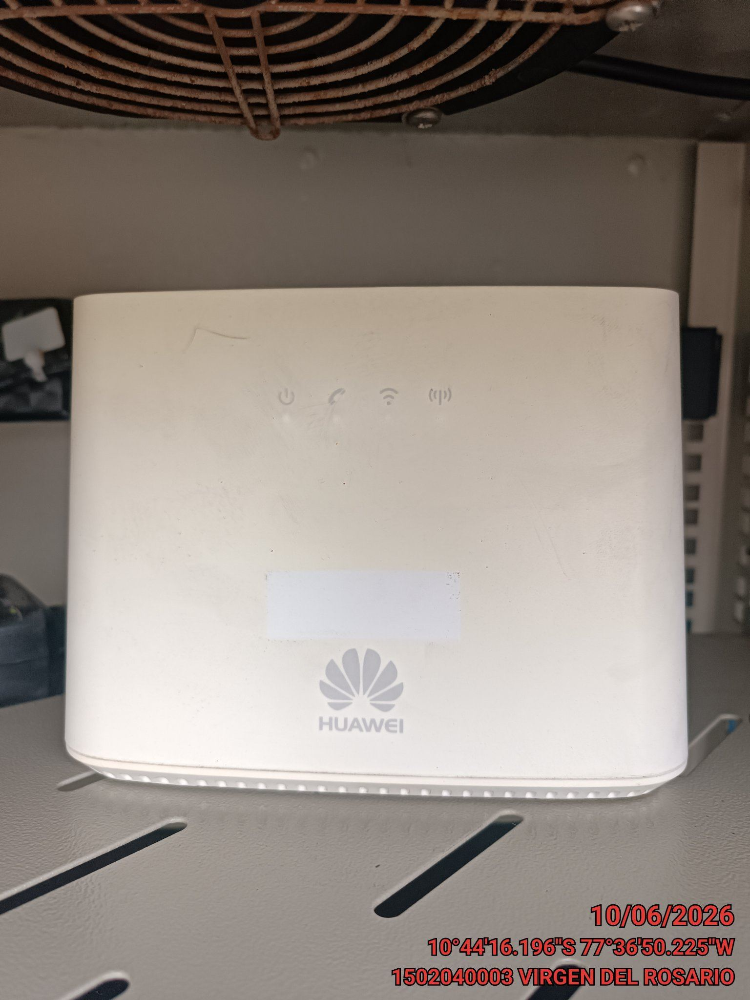 HUAWEI
10/06/2026
10°44'16.196"S 77°36'50.225"W
1502040003 VIRGEN DEL ROSARIO